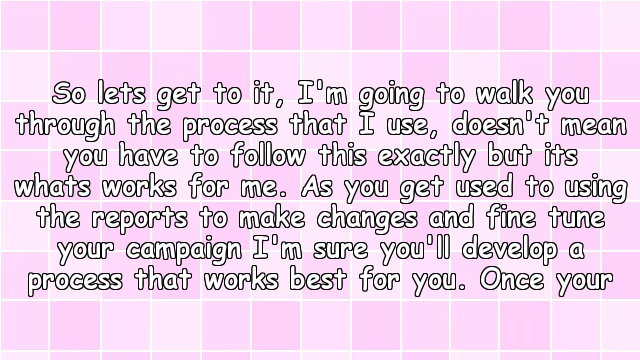 So lets get to it, I'm going to walk you
through the process that I use, doesn't mean
you have to follow this exactly but its
whats works for me. As you get used to using
the reports to make changes and fine tune
your campaign I'm sure you'll develop a
process that works best for you. Once your